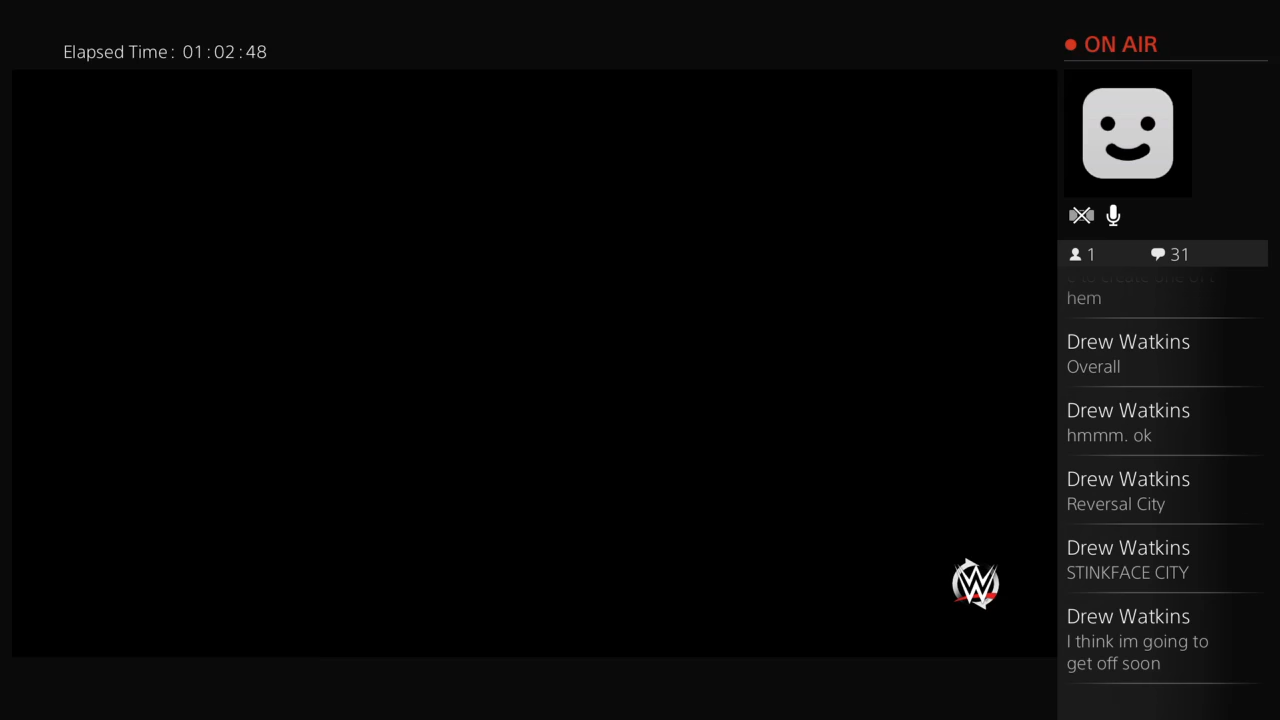 Elapsed Time: 01:02:48
ON AIR
1
31
hem
Drew Watkins
Overall
Drew Watkins
hmmm. ok
Drew Watkins
Reversal City
Drew Watkins
STINKFACE CITY
Drew Watkins
I think im going to
get off soon
W